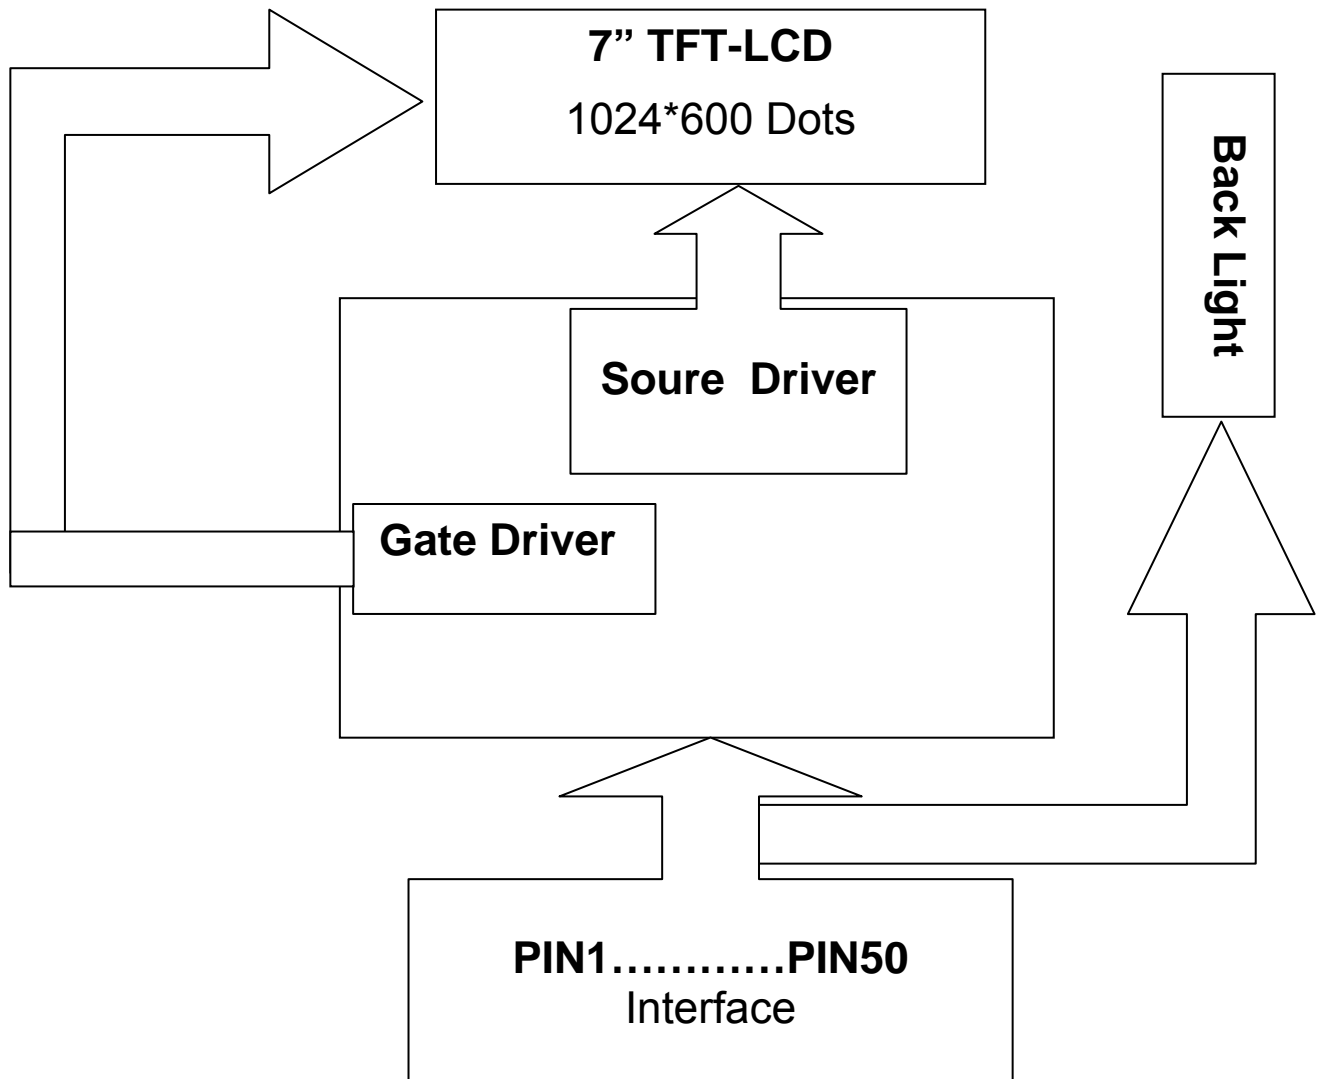 7” TFT-LCD
1024*600 Dots
Back Light
Soure Driver
Gate Driver
PIN1…………PIN50
Interface